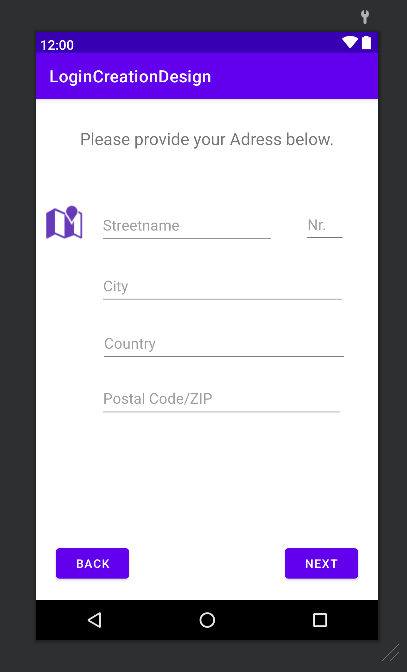 12:00
LoginCreationDesign
Please provide your Adress below.
Streetname Nr.
City
Country
Postal Code/ZIP
BACK NEXT